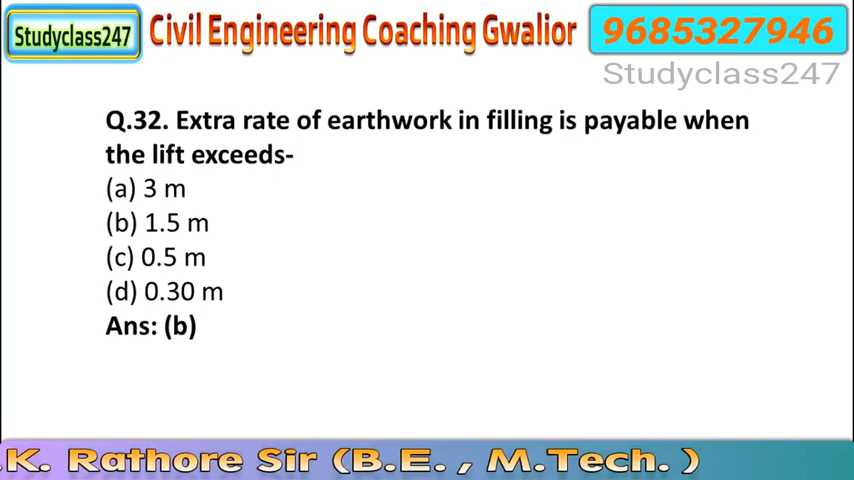 Studyclass247 Civil Engineering Coaching Gwalior 9685327946
Studyclass247
Q.32. Extra rate of earthwork in filling is payable when
the lift exceeds-
(a) 3 m
(b) 1.5 m
(c) 0.5 m
(d) 0.30 m
Ans: (b)
.K. Rathore Sir (B.E. , M.Tech. )